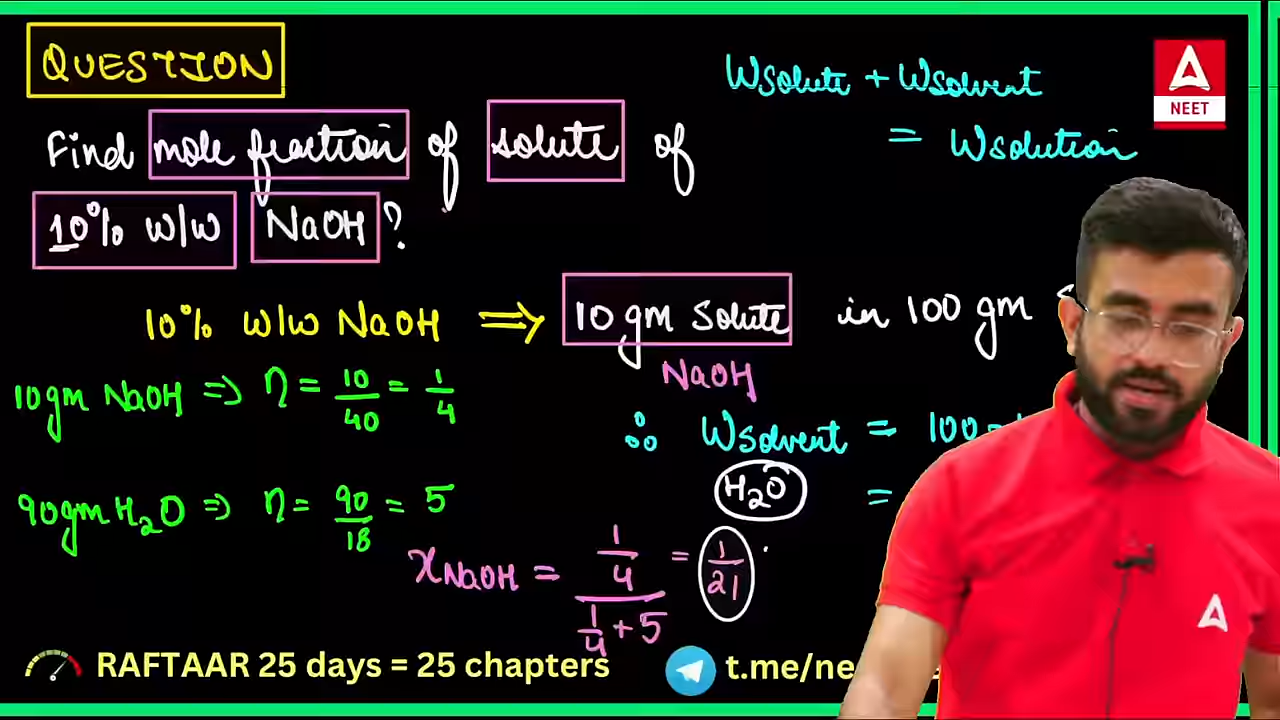 QUESTION
Find mole fraction of solute of
10% w/w NaOH?
Wsolute + Wsolvent
= Wsolution
NEET
10% w/w NaOH ⇒ 10 gm solute in 100 gm
NaOH
10 gm NaOH ⇒ n = 10/40 = 1/4
∴ Wsolvent = 100 -
H2O =
90gm H2O ⇒ n = 90/18 = 5
xNaOH = (1/4)/(1/4 + 5) = 1/21
RAFTAAR 25 days = 25 chapters
t.me/ne